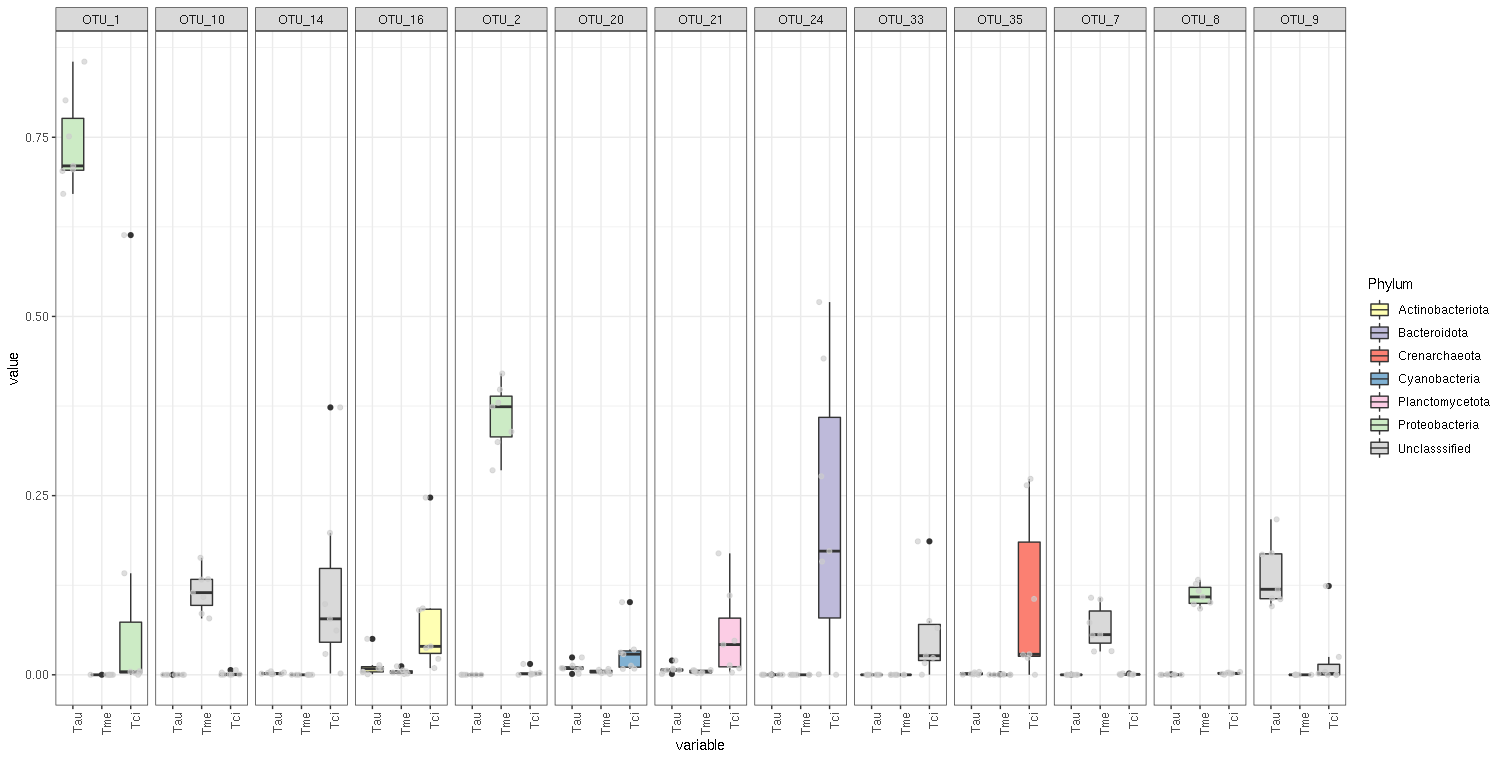 OTU_1 OTU_10 OTU_14 OTU_16 OTU_2 OTU_20 OTU_21 OTU_24 OTU_33 OTU_35 OTU_7 OTU_8 OTU_9
0.75
0.50
0.25
0.00
value
Tau Tme Tci Tau Tme Tci Tau Tme Tci Tau Tme Tci Tau Tme Tci Tau Tme Tci Tau Tme Tci Tau Tme Tci Tau Tme Tci Tau Tme Tci Tau Tme Tci Tau Tme Tci Tau Tme Tci
variable
Phylum
Actinobacteriota
Bacteroidota
Crenarchaeota
Cyanobacteria
Planctomycetota
Proteobacteria
Unclasssified